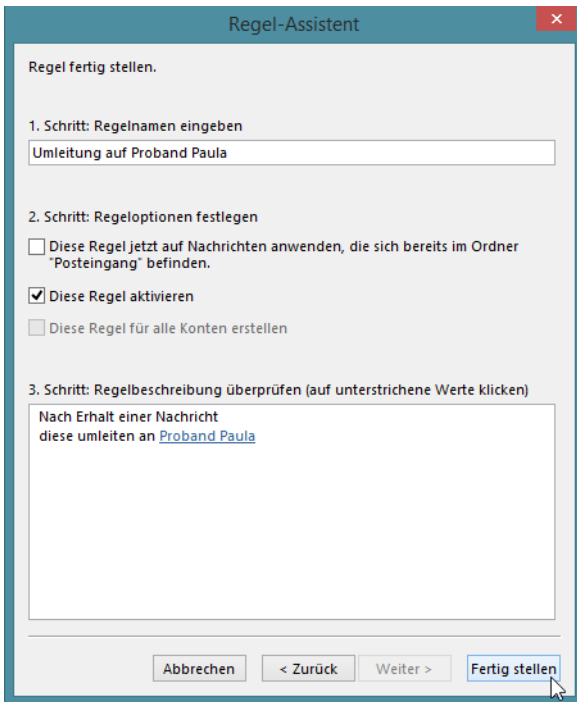 Regel-Assistent
Regel fertig stellen.
1. Schritt: Regelnamen eingeben
Umleitung auf Proband Paula
2. Schritt: Regeloptionen festlegen
Diese Regel jetzt auf Nachrichten anwenden, die sich bereits im Ordner
"Posteingang" befinden.
Diese Regel aktivieren
Diese Regel für alle Konten erstellen
3. Schritt: Regelbeschreibung überprüfen (auf unterstrichene Werte klicken)
Nach Erhalt einer Nachricht
diese umleiten an Proband Paula
Abbrechen < Zurück Weiter > Fertig stellen